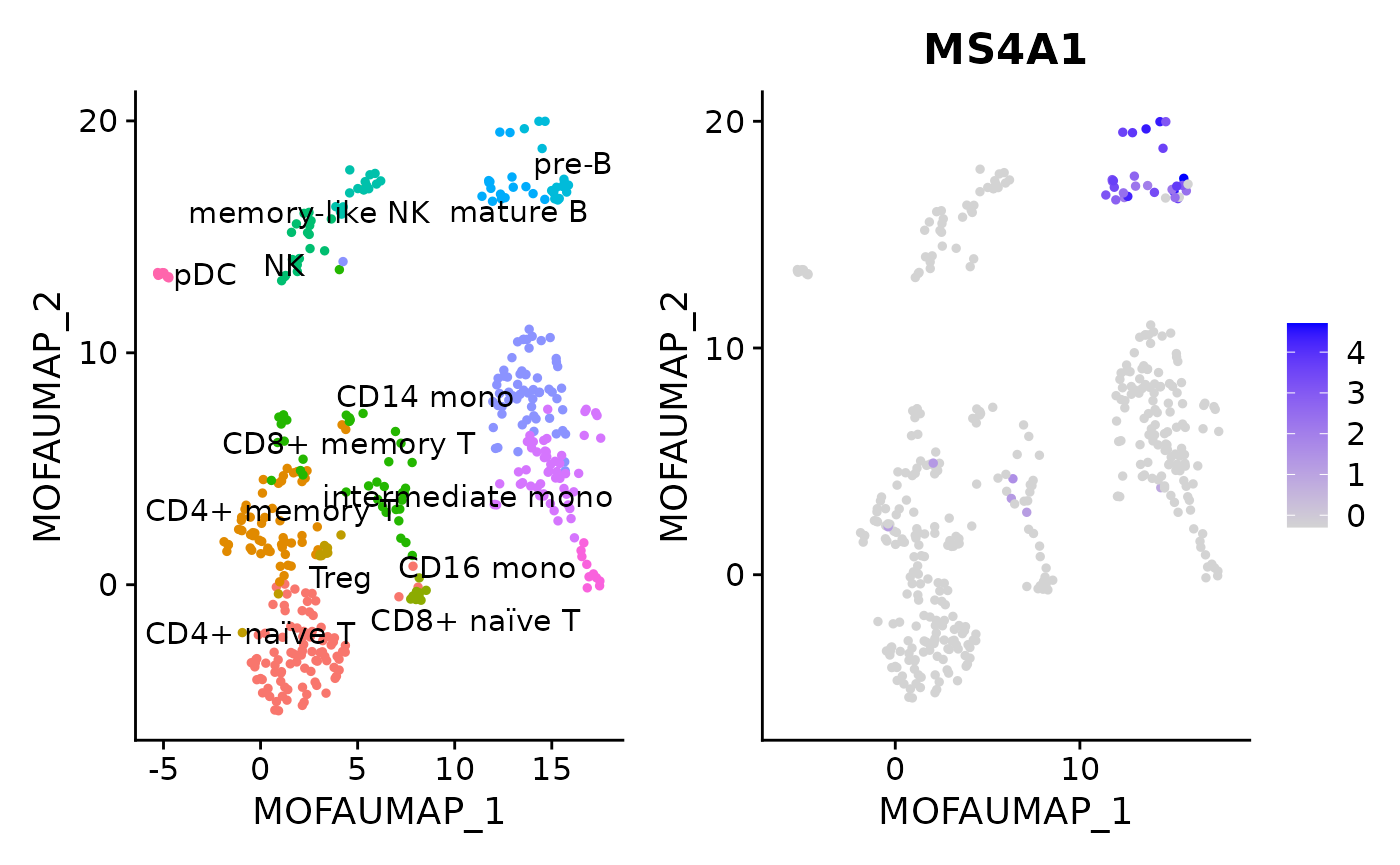 MS4A1
20
10
0
MOFAUMAP_2
pre-B
memory-like NK
mature B
NK
pDC
CD14 mono
CD8+ memory T
intermediate mono
CD4+ memory T
CD16 mono
Treg
CD8+ naïve T
CD4+ naïve T
-5
0
5
10
15
MOFAUMAP_1
20
10
0
MOFAUMAP_2
0
10
MOFAUMAP_1
4
3
2
1
0